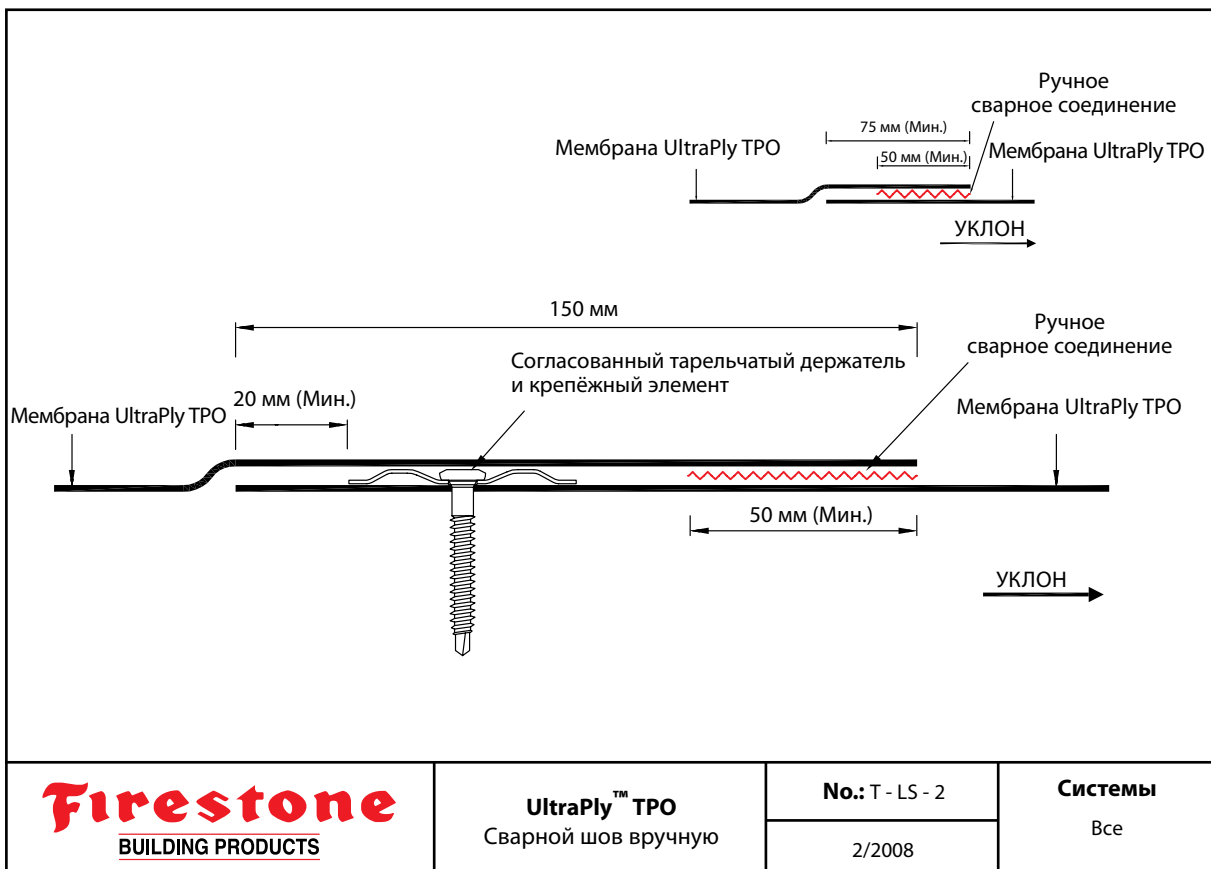 Ручное
сварное соединение
75 мм (Мин.)
Мембрана UltraPly TPO
50 мм (Мин.)
Мембрана UltraPly TPO
УКЛОН
150 мм
Ручное
сварное соединение
Согласованный тарельчатый держатель
и крепёжный элемент
20 мм (Мин.)
Мембрана UltraPly TPO
Мембрана UltraPly TPO
50 мм (Мин.)
УКЛОН
Firestone
BUILDING PRODUCTS
UltraPly™ TPO
Сварной шов вручную
No.: T - LS - 2
2/2008
Системы
Все